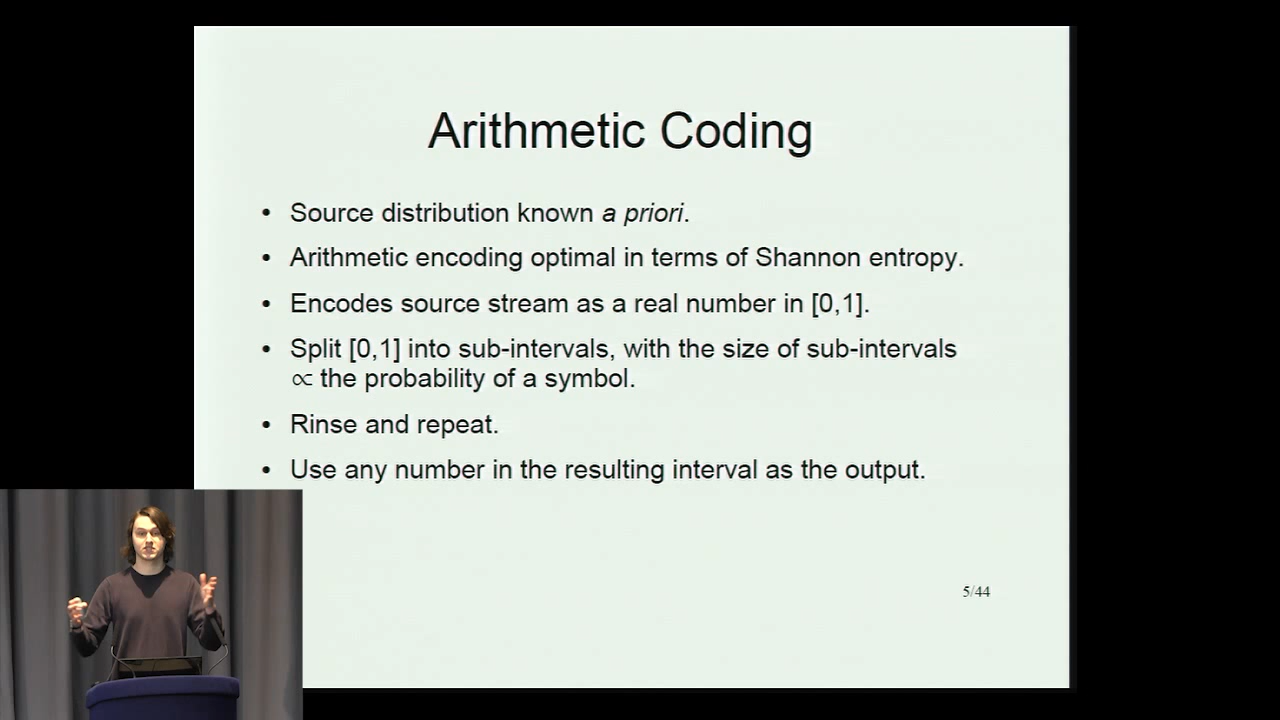 Arithmetic Coding
• Source distribution known a priori.
• Arithmetic encoding optimal in terms of Shannon entropy.
• Encodes source stream as a real number in [0,1].
• Split [0,1] into sub-intervals, with the size of sub-intervals
∝ the probability of a symbol.
• Rinse and repeat.
• Use any number in the resulting interval as the output.
5/44